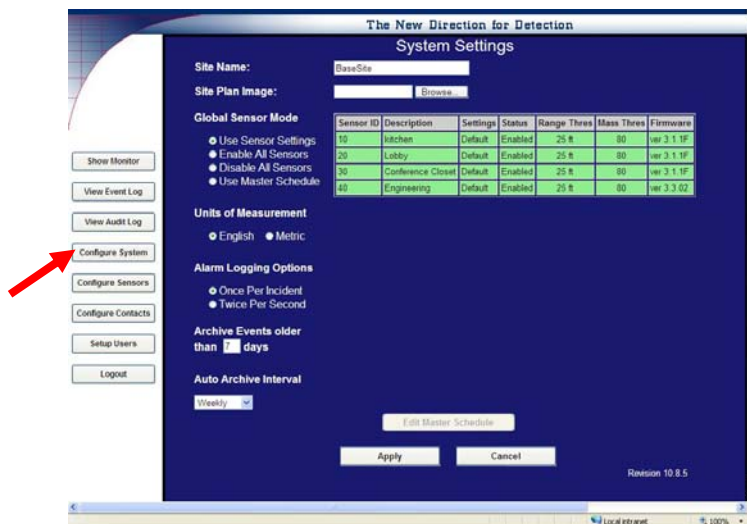 The New Direction for Detection
System Settings
Site Name: BaseSite
Site Plan Image: Browse...
Global Sensor Mode
Use Sensor Settings
Enable All Sensors
Disable All Sensors
Use Master Schedule
Sensor ID Description Settings Status Range Thres Mass Thres Firmware
10 kitchen Default Enabled 25 ft 80 ver 3.1.1F
20 Lobby Default Enabled 25 ft 80 ver 3.1.1F
30 Conference Closet Default Enabled 25 ft 80 ver 3.1.1F
40 Engineering Default Enabled 25 ft 80 ver 3.3.02
Show Monitor
View Event Log
View Audit Log
Configure System
Configure Sensors
Configure Contacts
Setup Users
Logout
Units of Measurement
English Metric
Alarm Logging Options
Once Per Incident
Twice Per Second
Archive Events older
than 7 days
Auto Archive Interval
Weekly
Edit Master Schedule
Apply Cancel
Revision 10.8.5
Local intranet 100%